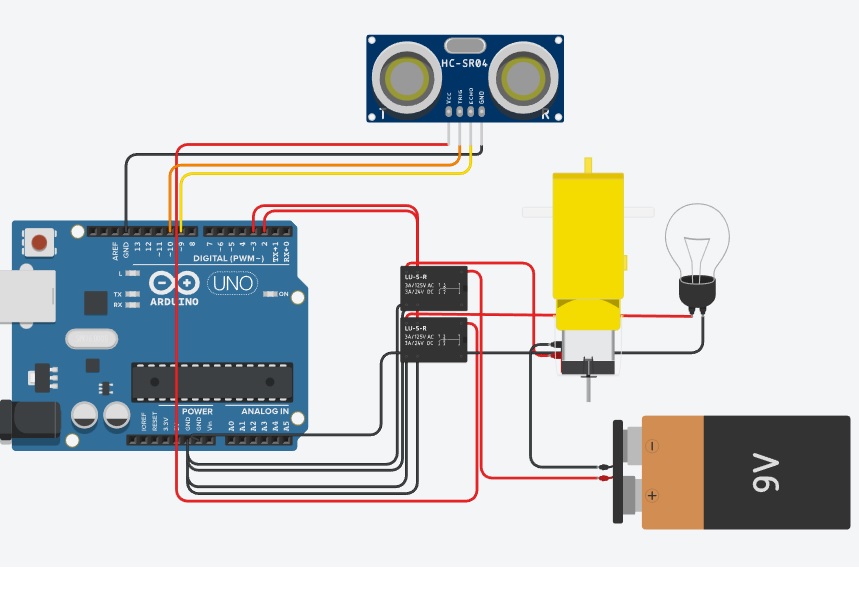 HC-SR04
VCC
TRIG
ECHO
GND
T
R
AREF
GND
13
12
~11
~10
~9
8
7
~6
~5
4
~3
2
TX→1
RX←0
DIGITAL (PWM~)
L
TX
RX
ARDUINO
UNO
ON
IOREF
RESET
3.3V
GND
GND
Vin
POWER
A0
A1
A2
A3
A4
A5
ANALOG IN
LU-5-R
3A/125V AC
3A/24V DC
LU-5-R
3A/125V AC
3A/24V DC
9V
−
+